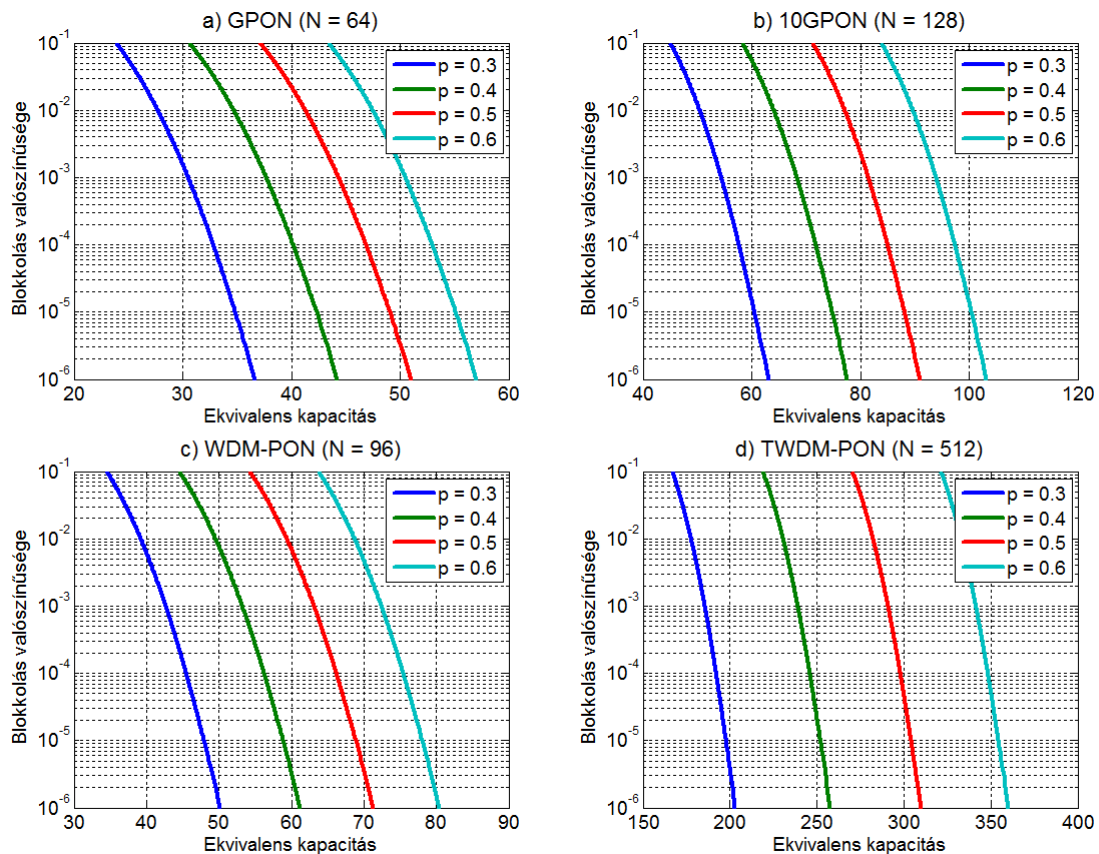 a) GPON (N = 64)
Blokkolás valószínűsége
10^-1
10^-2
10^-3
10^-4
10^-5
10^-6
20 30 40 50 60
Ekvivalens kapacitás
p = 0.3
p = 0.4
p = 0.5
p = 0.6
b) 10GPON (N = 128)
Blokkolás valószínűsége
10^-1
10^-2
10^-3
10^-4
10^-5
10^-6
40 60 80 100 120
Ekvivalens kapacitás
p = 0.3
p = 0.4
p = 0.5
p = 0.6
c) WDM-PON (N = 96)
Blokkolás valószínűsége
10^-1
10^-2
10^-3
10^-4
10^-5
10^-6
30 40 50 60 70 80 90
Ekvivalens kapacitás
p = 0.3
p = 0.4
p = 0.5
p = 0.6
d) TWDM-PON (N = 512)
Blokkolás valószínűsége
10^-1
10^-2
10^-3
10^-4
10^-5
10^-6
150 200 250 300 350 400
Ekvivalens kapacitás
p = 0.3
p = 0.4
p = 0.5
p = 0.6